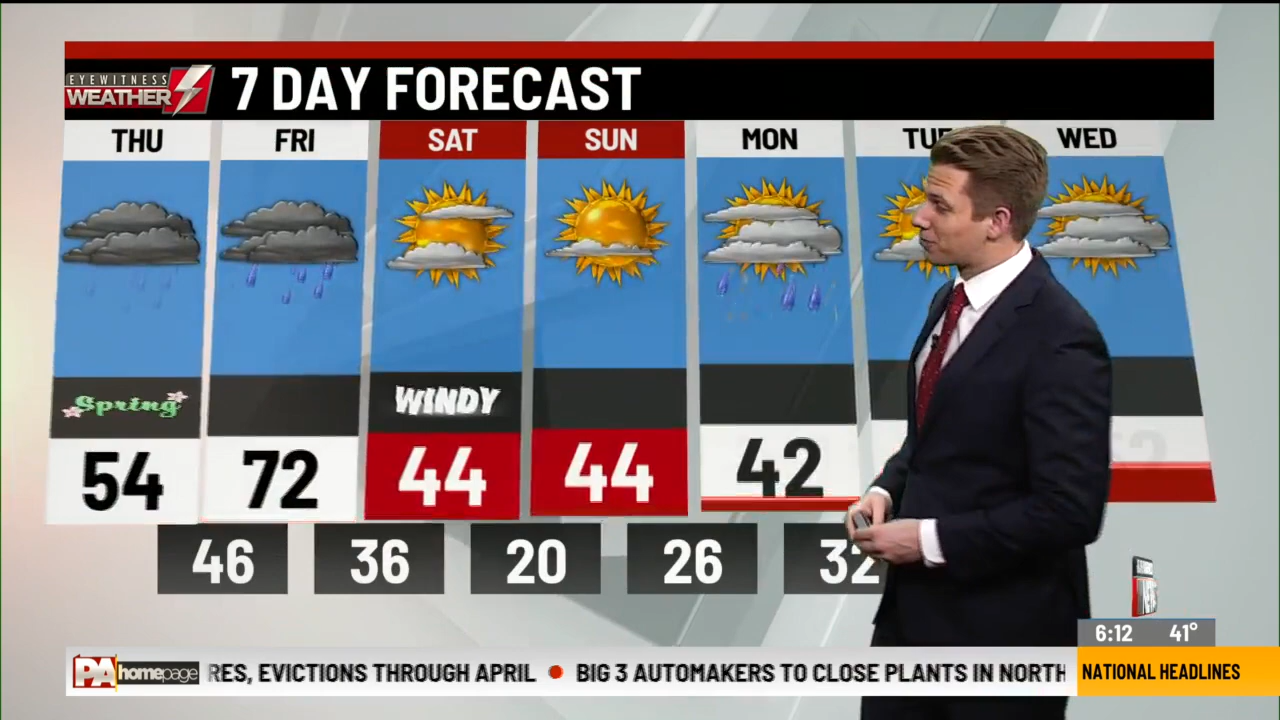 EYEWITNESS
WEATHER
7 DAY FORECAST
THU FRI SAT SUN MON TUE WED
Spring WINDY
54 72 44 44 42
46 36 20 26 32
6:12 41°
PA homepage RES, EVICTIONS THROUGH APRIL • BIG 3 AUTOMAKERS TO CLOSE PLANTS IN NORTH NATIONAL HEADLINES